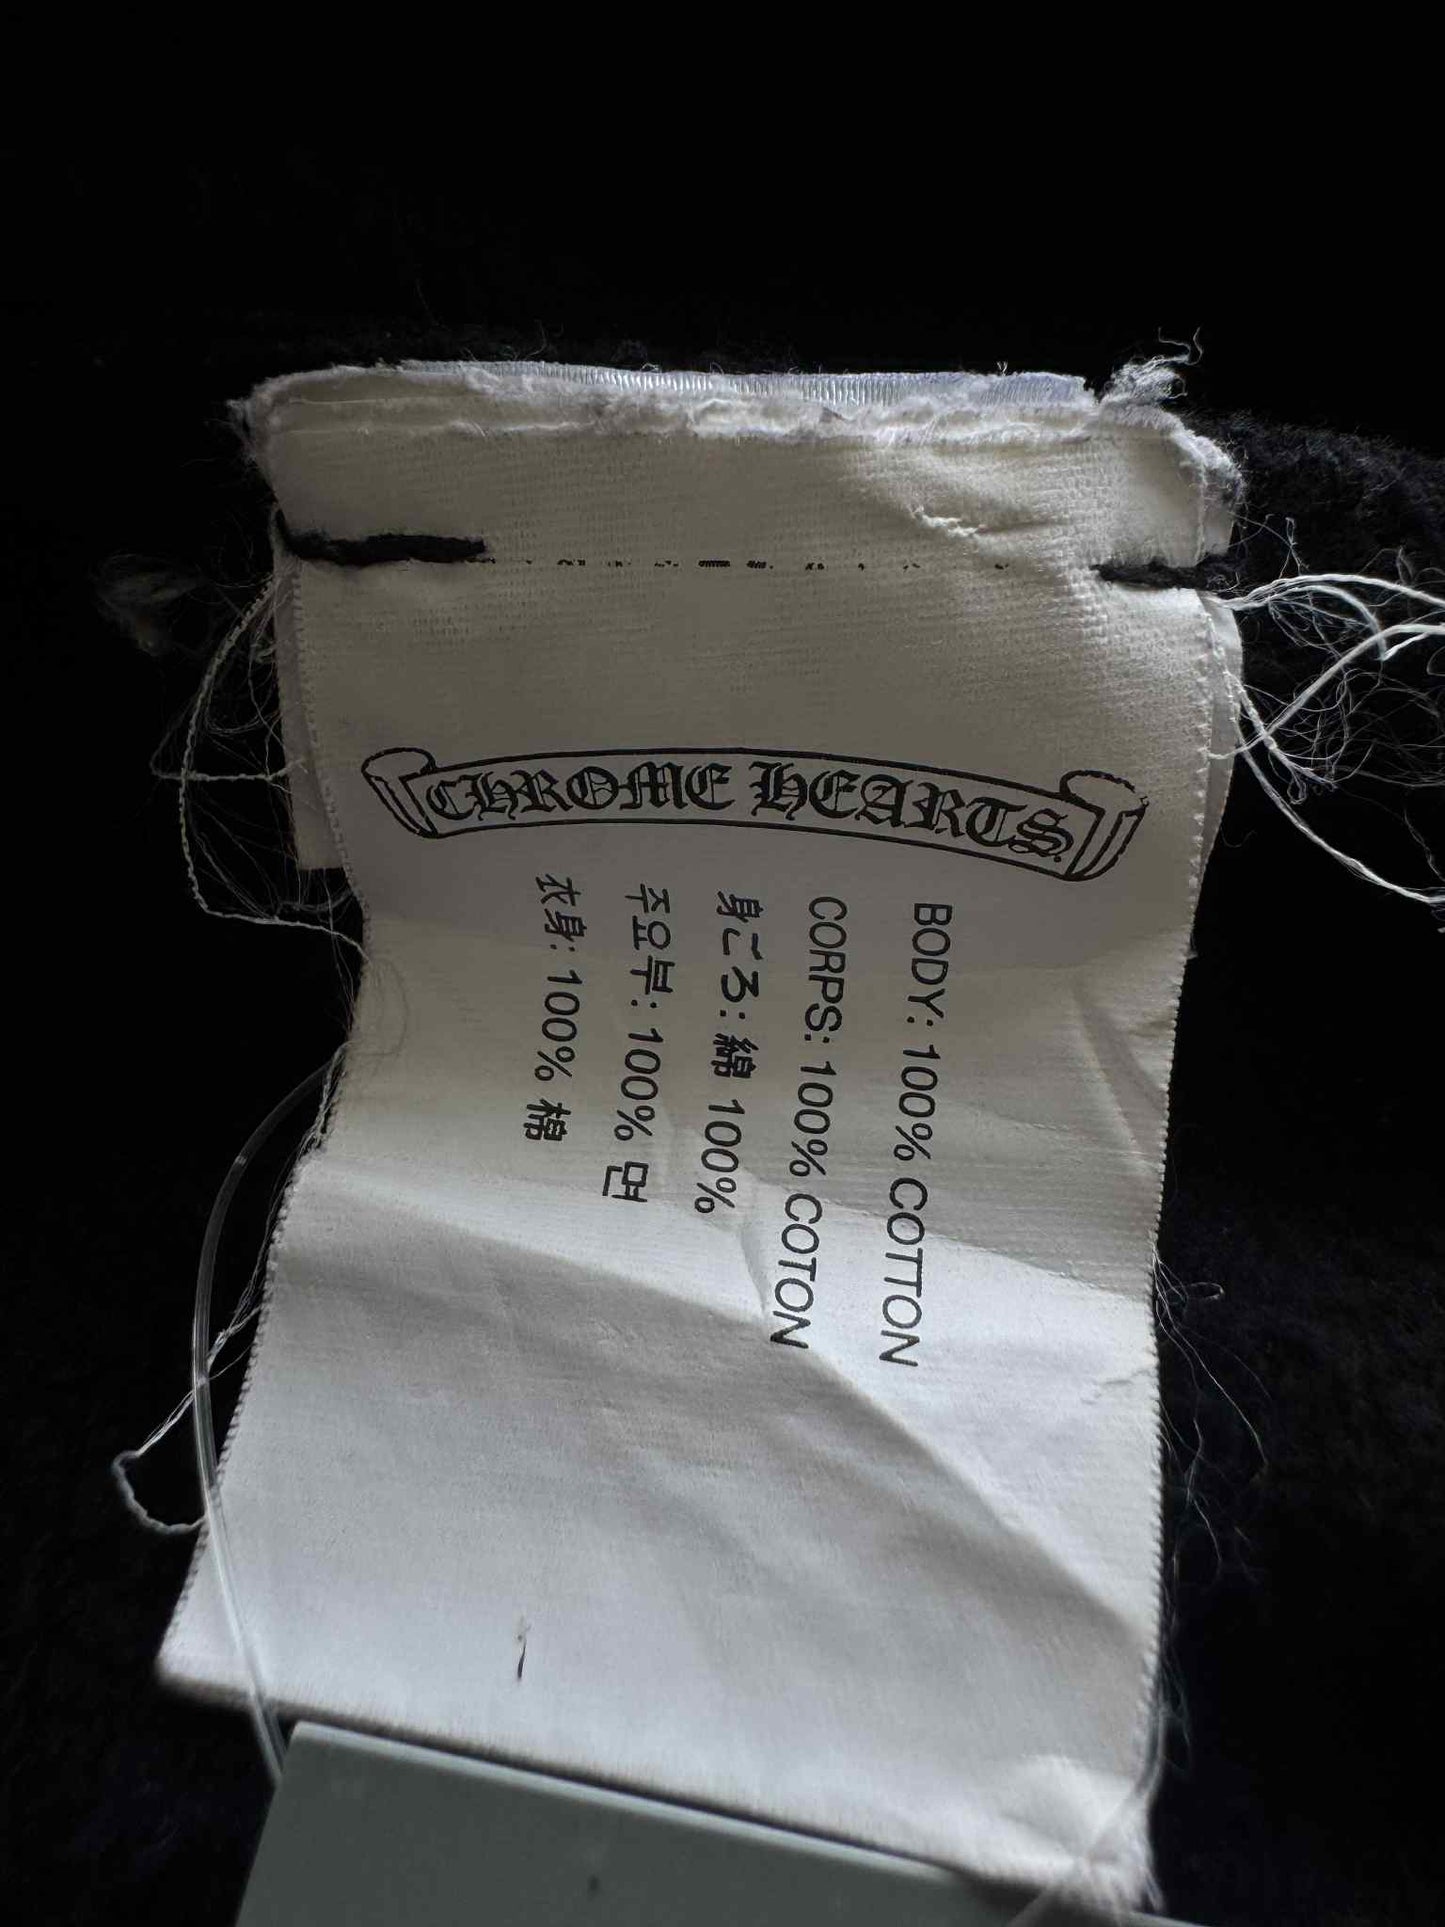 CHROME HEARTS
BODY: 100% COTTON
CORPS: 100% COTON
身ごろ: 綿 100%
주요부: 100% 면
衣身: 100% 棉